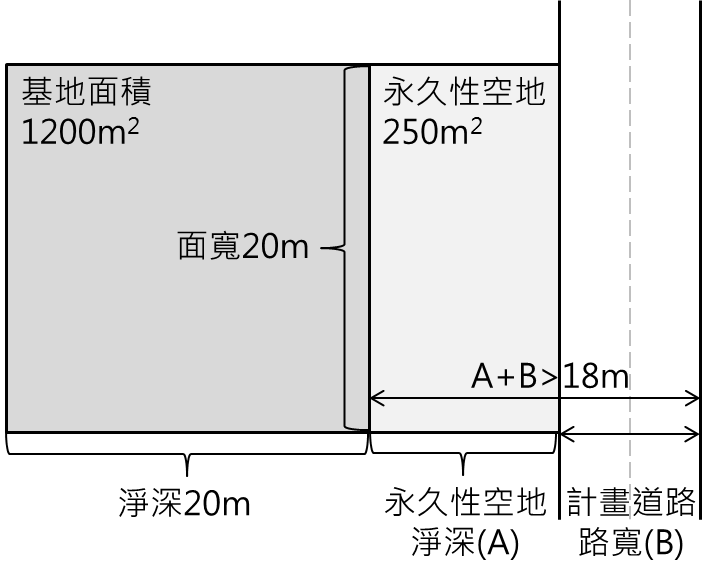 基地面積
1200m²
永久性空地
250m²
面寬20m
A+B>18m
淨深20m
永久性空地
淨深(A)
計畫道路
路寬(B)